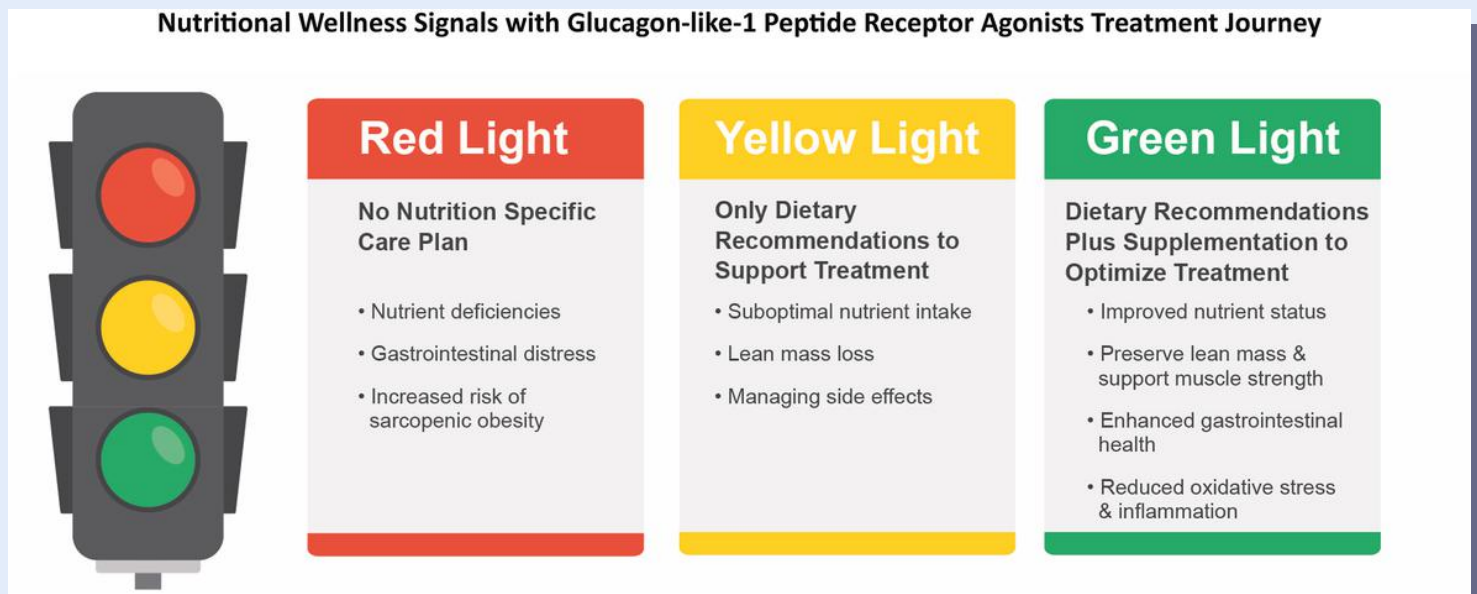 Nutritional Wellness Signals with Glucagon-like-1 Peptide Receptor Agonists Treatment Journey
Red Light
No Nutrition Specific
Care Plan
• Nutrient deficiencies
• Gastrointestinal distress
• Increased risk of
sarcopenic obesity
Yellow Light
Only Dietary
Recommendations to
Support Treatment
• Suboptimal nutrient intake
• Lean mass loss
• Managing side effects
Green Light
Dietary Recommendations
Plus Supplementation to
Optimize Treatment
• Improved nutrient status
• Preserve lean mass &
support muscle strength
• Enhanced gastrointestinal
health
• Reduced oxidative stress
& inflammation